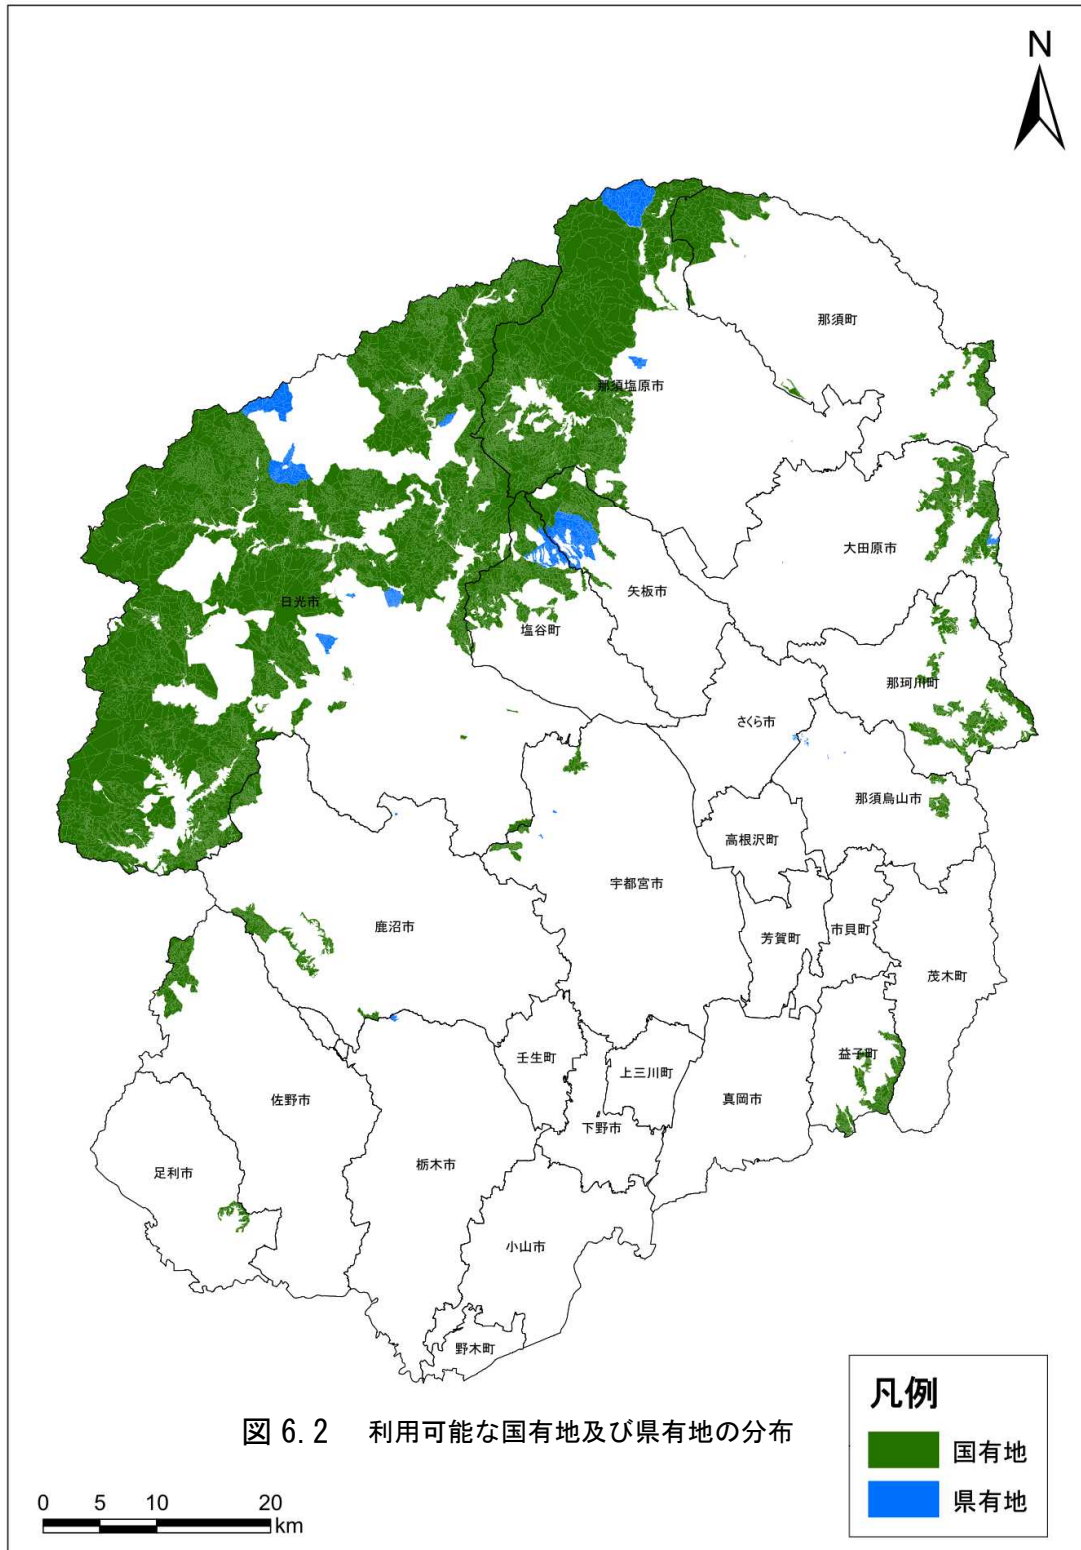 N
那須町
那須塩原市
大田原市
矢板市
日光市
塩谷町
那珂川町
さくら市
那須烏山市
高根沢町
宇都宮市
鹿沼市
芳賀町
市貝町
茂木町
益子町
壬生町
上三川町
真岡市
佐野市
下野市
足利市
栃木市
小山市
野木町
図 6.2 利用可能な国有地及び県有地の分布
凡例
国有地
県有地
0 5 10 20
km